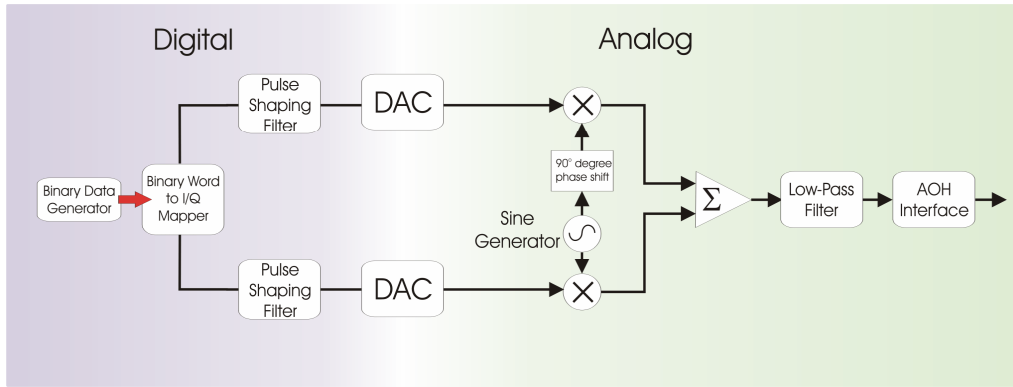 Digital
Analog
Pulse
Shaping
Filter
DAC
×
90° degree
phase shift
Binary Data
Generator
Binary Word
to I/Q
Mapper
Σ
Low-Pass
Filter
AOH
Interface
Sine
Generator
Pulse
Shaping
Filter
DAC
×